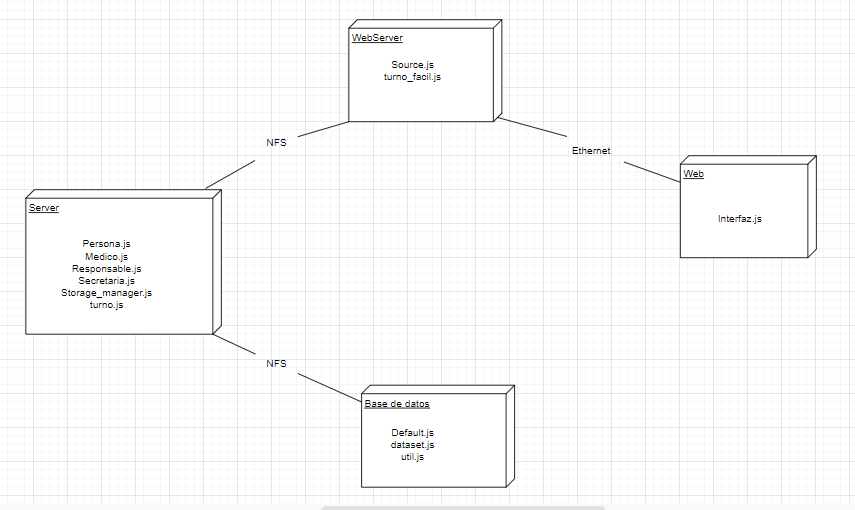 WebServer
Source.js
turno_facil.js
NFS
Ethernet
Web
Interfaz.js
Server
Persona.js
Medico.js
Responsable.js
Secretaria.js
Storage_manager.js
turno.js
NFS
Base de datos
Default.js
dataset.js
util.js